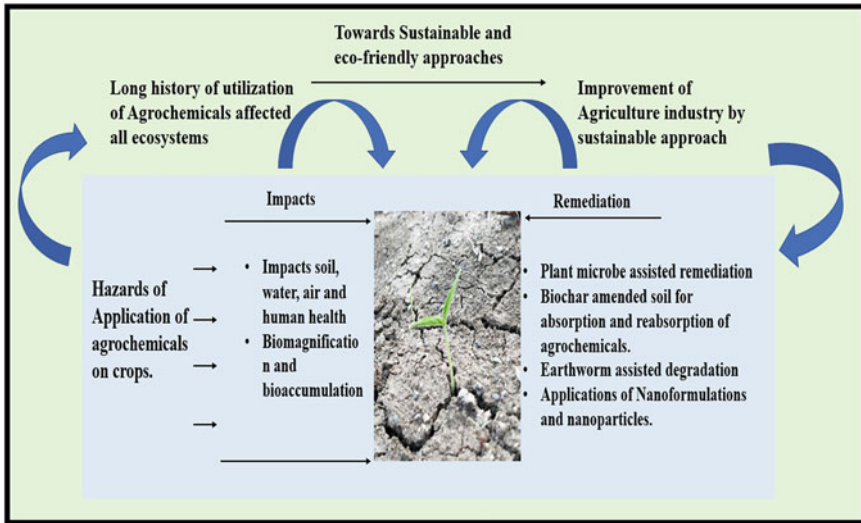 Towards Sustainable and
eco-friendly approaches
Long history of utilization
of Agrochemicals affected
all ecosystems
Improvement of
Agriculture industry by
sustainable approach
Impacts
Remediation
Hazards of
Application of
agrochemicals
on crops.
• Impacts soil,
water, air and
human health
• Biomagnificatio
n and
bioaccumulation
• Plant microbe assisted remediation
• Biochar amended soil for
absorption and reabsorption of
agrochemicals.
• Earthworm assisted degradation
• Applications of Nanoformulations
and nanoparticles.